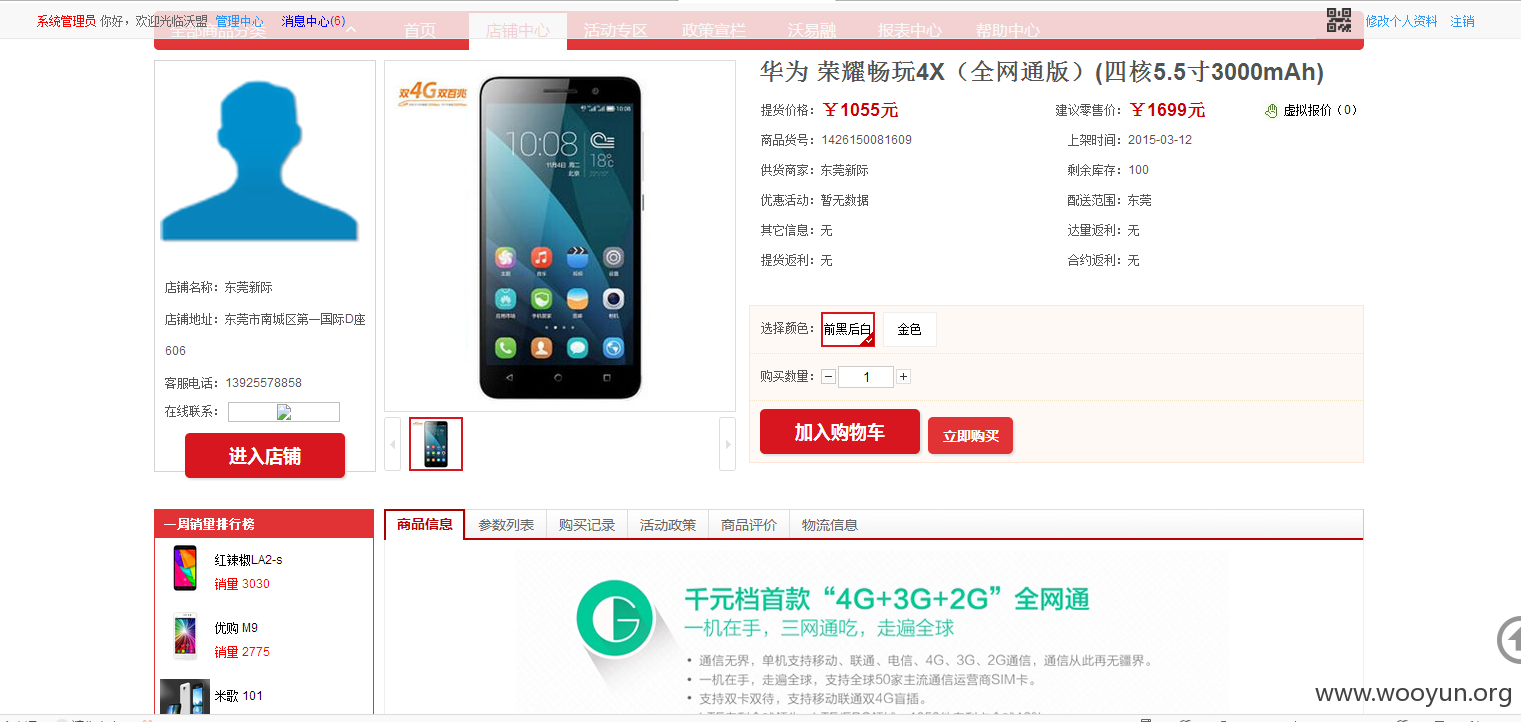 系统管理员 你好，欢迎光临沃盟 管理中心 消息中心(6) 修改个人资料 注销
全部商品分类 首页 店铺中心 活动专区 政策宣栏 沃易融 报表中心 帮助中心
华为 荣耀畅玩4X（全网通版）(四核5.5寸3000mAh)
双4G双百兆
提货价格：￥1055元 建议零售价：￥1699元 虚拟报价（0）
商品货号：1426150081609 上架时间：2015-03-12
供货商家：东莞新际 剩余库存：100
优惠活动：暂无数据 配送范围：东莞
其它信息：无 达量返利：无
提货返利：无 合约返利：无
10:08
18°
店铺名称：东莞新际
店铺地址：东莞市南城区第一国际D座
606
客服电话：13925578858
在线联系：
进入店铺
选择颜色：前黑后白 金色
购买数量：− 1 +
加入购物车 立即购买
一周销量排行榜
红辣椒LA2-s
销量 3030
优购 M9
销量 2775
米歌 101
商品信息 参数列表 购买记录 活动政策 商品评价 物流信息
千元档首款“4G+3G+2G”全网通
一机在手，三网通吃，走遍全球
• 通信无界，单机支持移动、联通、电信、4G、3G、2G通信，通信从此再无疆界。
• 一机在手，走遍全球，支持全球50家主流通信运营商SIM卡。
• 支持双卡双待，支持移动联通双4G盲插。
www.wooyun.org